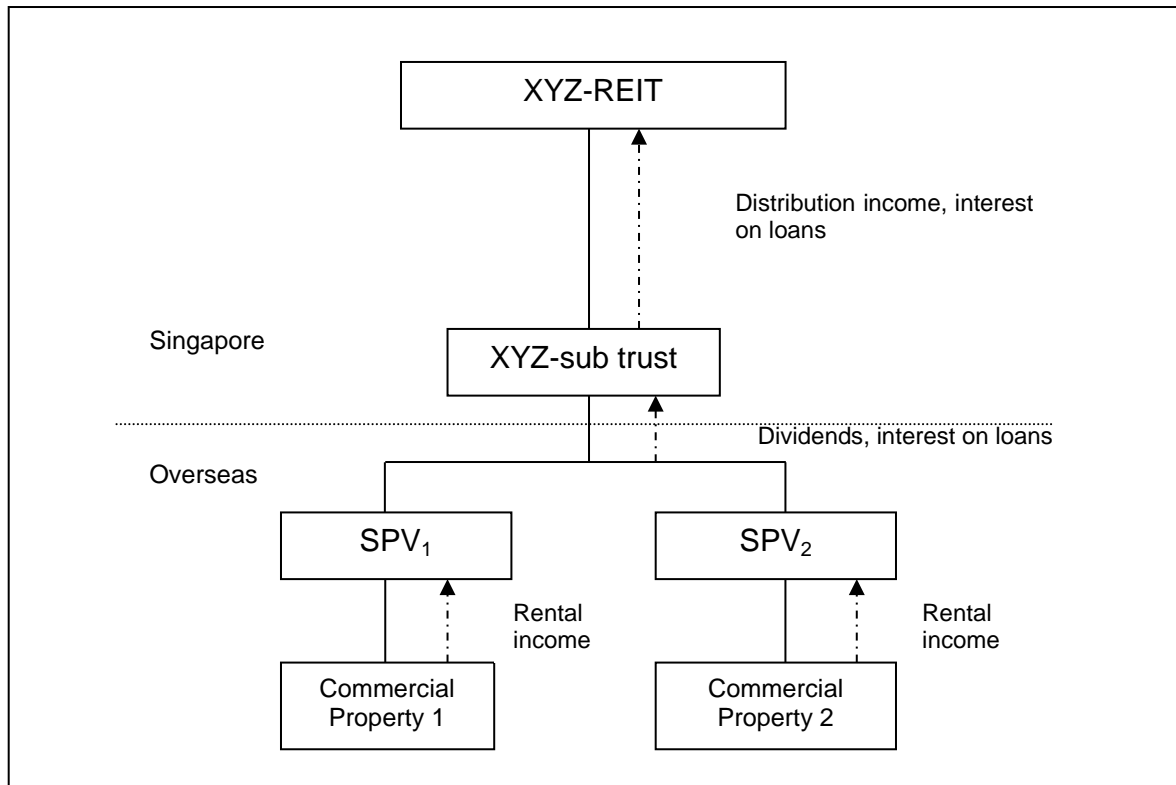 XYZ-REIT
Distribution income, interest
on loans
Singapore
XYZ-sub trust
Dividends, interest on loans
Overseas
SPV₁
SPV₂
Rental
income
Rental
income
Commercial
Property 1
Commercial
Property 2